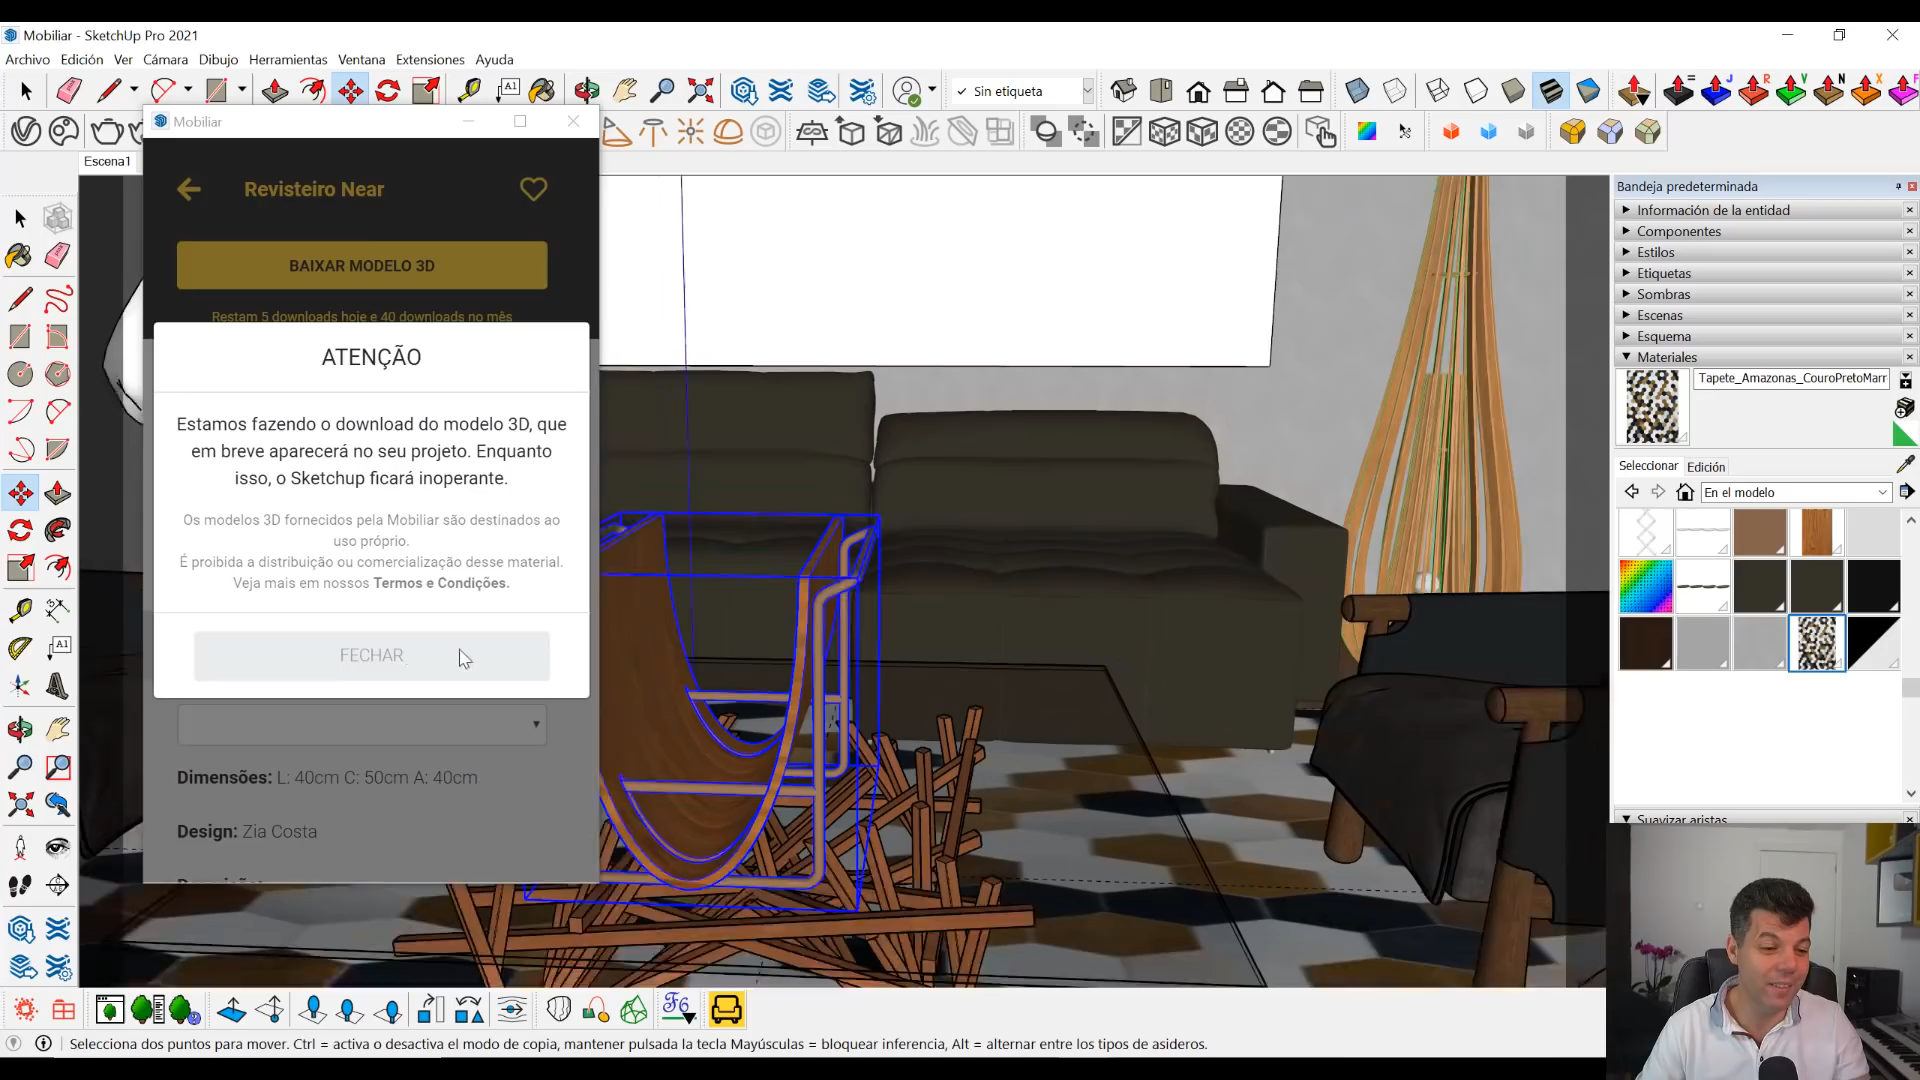 Mobiliar - SketchUp Pro 2021
Archivo Edición Ver Cámara Dibujo Herramientas Ventana Extensiones Ayuda
Sin etiqueta
Mobiliar
Escena1
Revisteiro Near
BAIXAR MODELO 3D
Restam 5 downloads hoje e 40 downloads no mês
ATENÇÃO
Estamos fazendo o download do modelo 3D, que
em breve aparecerá no seu projeto. Enquanto
isso, o Sketchup ficará inoperante.
Os modelos 3D fornecidos pela Mobiliar são destinados ao
uso próprio.
É proibida a distribuição ou comercialização desse material.
Veja mais em nossos Termos e Condições.
FECHAR
Dimensões: L: 40cm C: 50cm A: 40cm
Design: Zia Costa
Bandeja predeterminada
Información de la entidad
Componentes
Estilos
Etiquetas
Sombras
Escenas
Esquema
Materiales
Tapete_Amazonas_CouroPretoMarr
Seleccionar Edición
En el modelo
Suavizar aristas
Selecciona dos puntos para mover. Ctrl = activa o desactiva el modo de copia, mantener pulsada la tecla Mayúsculas = bloquear inferencia, Alt = alternar entre los tipos de asideros.